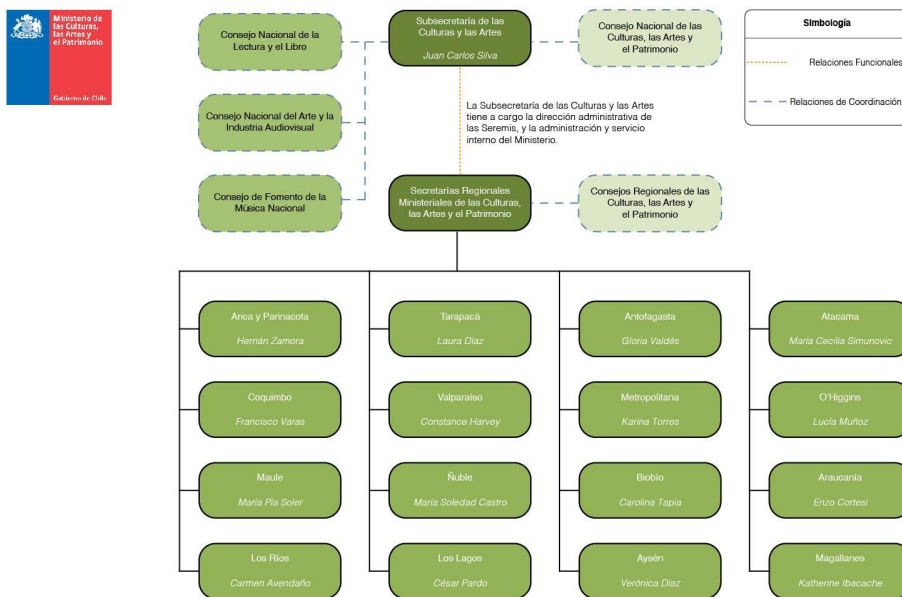 Ministerio de
las Culturas,
las Artes y
el Patrimonio
Gobierno de Chile
Consejo Nacional de la
Lectura y el Libro
Subsecretaría de las
Culturas y las Artes
Juan Carlos Silva
Consejo Nacional de las
Culturas, las Artes y
el Patrimonio
Simbología
Relaciones Funcionales
Relaciones de Coordinación
Consejo Nacional del Arte y la
Industria Audiovisual
La Subsecretaría de las Culturas y las Artes
tiene a cargo la dirección administrativa de
las Seremis, y la administración y servicio
interno del Ministerio.
Consejo de Fomento de la
Música Nacional
Secretarías Regionales
Ministeriales de las Culturas,
las Artes y el Patrimonio
Consejos Regionales de las
Culturas, las Artes y
el Patrimonio
Arica y Parinacota
Hernán Zamora
Tarapacá
Laura Díaz
Antofagasta
Gloria Valdés
Atacama
María Cecilia Simunovic
Coquimbo
Francisco Varas
Valparaíso
Constance Harvey
Metropolitana
Karina Torres
O'Higgins
Lucía Muñoz
Maule
María Pía Soler
Ñuble
María Soledad Castro
Biobío
Carolina Tapia
Araucanía
Enzo Cortesi
Los Ríos
Carmen Avendaño
Los Lagos
César Pardo
Aysén
Verónica Díaz
Magallanes
Katherine Ibacache